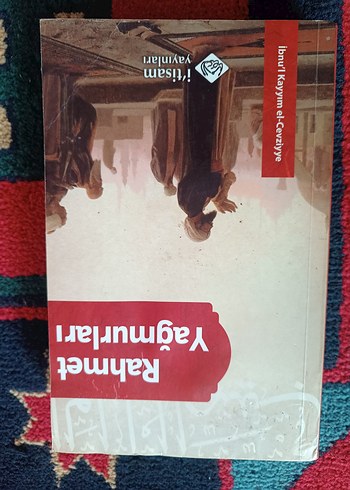 Rahmet
Yağmurları
i'tisam
yayınları
İbnu'l Kayyım el-Cevziyye